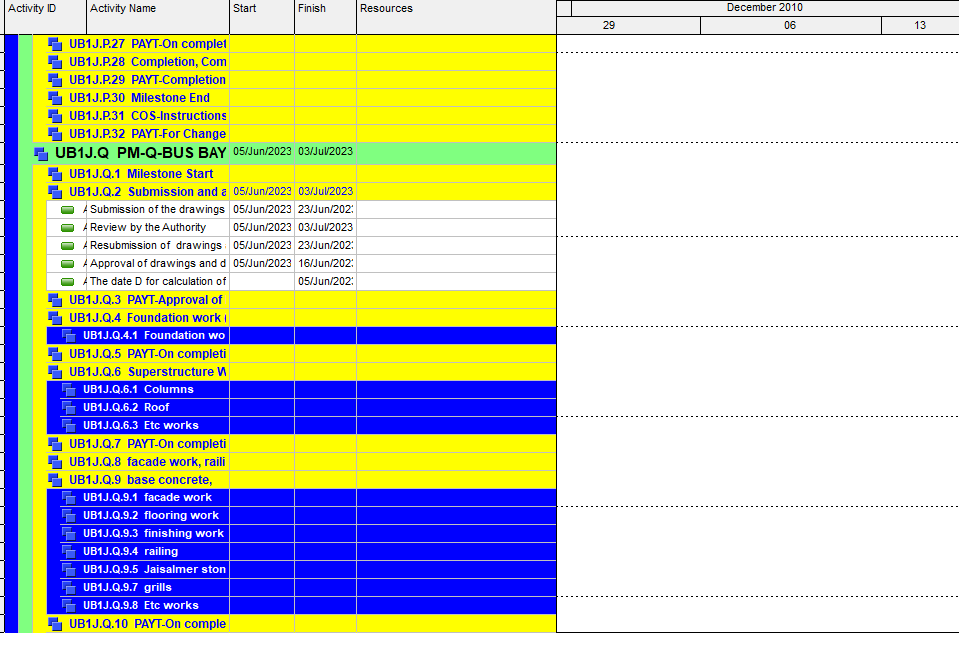 Activity ID Activity Name Start Finish Resources December 2010
29 06 13
UB1J.P.27 PAYT-On complet
UB1J.P.28 Completion, Com
UB1J.P.29 PAYT-Completion
UB1J.P.30 Milestone End
UB1J.P.31 COS-Instructions
UB1J.P.32 PAYT-For Change
UB1J.Q PM-Q-BUS BAY 05/Jun/2023 03/Jul/2023
UB1J.Q.1 Milestone Start
UB1J.Q.2 Submission and a 05/Jun/2023 03/Jul/2023
A Submission of the drawings 05/Jun/2023 23/Jun/202
A Review by the Authority 05/Jun/2023 03/Jul/2023
A Resubmission of drawings 05/Jun/2023 23/Jun/202
A Approval of drawings and d 05/Jun/2023 16/Jun/202
A The date D for calculation of 05/Jun/202
UB1J.Q.3 PAYT-Approval of
UB1J.Q.4 Foundation work (
UB1J.Q.4.1 Foundation wo
UB1J.Q.5 PAYT-On completi
UB1J.Q.6 Superstructure W
UB1J.Q.6.1 Columns
UB1J.Q.6.2 Roof
UB1J.Q.6.3 Etc works
UB1J.Q.7 PAYT-On completi
UB1J.Q.8 facade work, raili
UB1J.Q.9 base concrete,
UB1J.Q.9.1 facade work
UB1J.Q.9.2 flooring work
UB1J.Q.9.3 finishing work
UB1J.Q.9.4 railing
UB1J.Q.9.5 Jaisalmer ston
UB1J.Q.9.7 grills
UB1J.Q.9.8 Etc works
UB1J.Q.10 PAYT-On comple